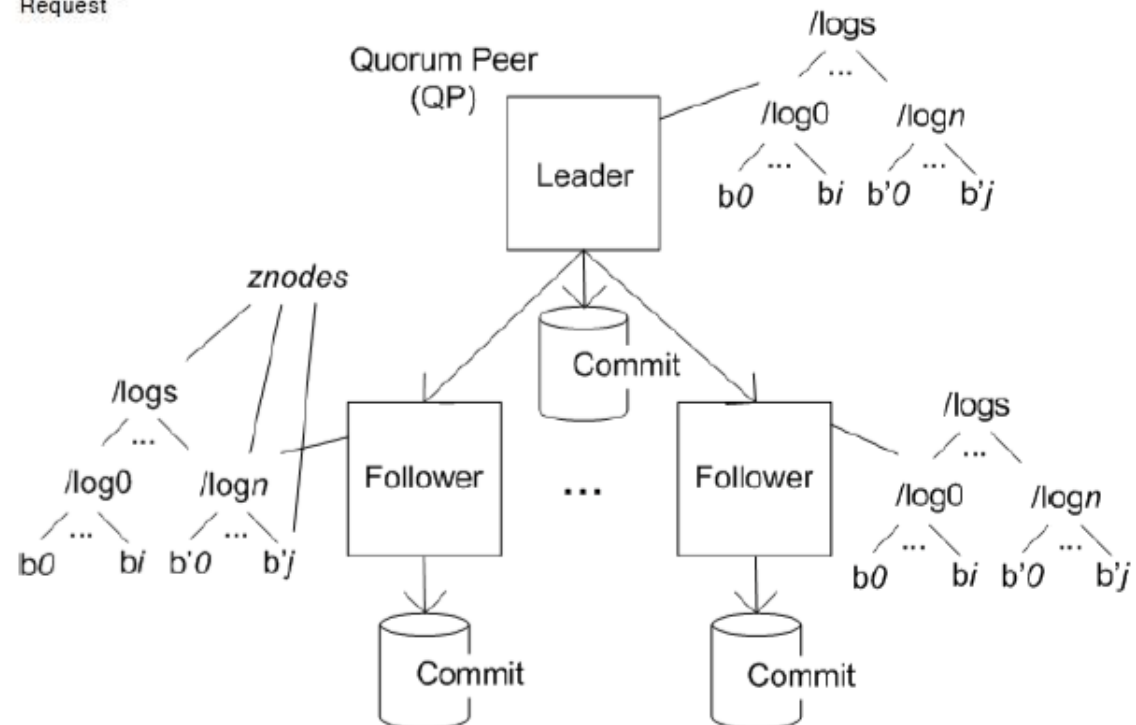 Request
/logs
Quorum Peer
(QP)
...
/log0 /logn
Leader
... ...
b0 bi b'0 b'j
znodes
Commit
/logs
...
/logs
...
/log0 /logn
Follower
...
Follower
/log0 /logn
... ...
b0 bi b'0 b'j
... ...
b0 bi b'0 b'j
Commit
Commit